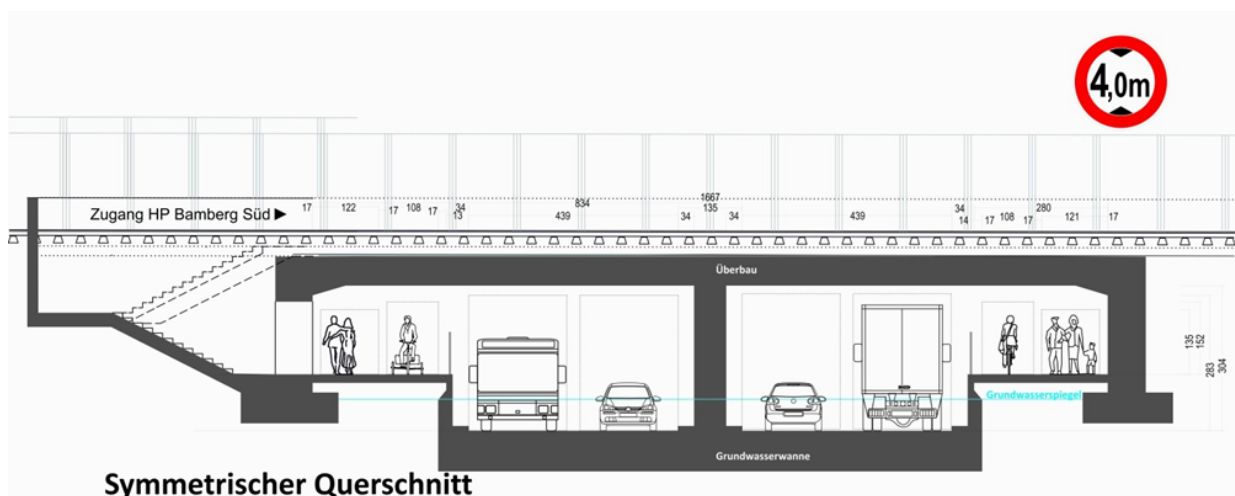 4,0m
1667
834
Zugang HP Bamberg Süd ►
17 122 17 108 17 34 135 34 280
13 439 34 34 439 14 17 108 17 121 17
Überbau
135
152
283
304
Grundwasserspiegel
Grundwasserwanne
Symmetrischer Querschnitt